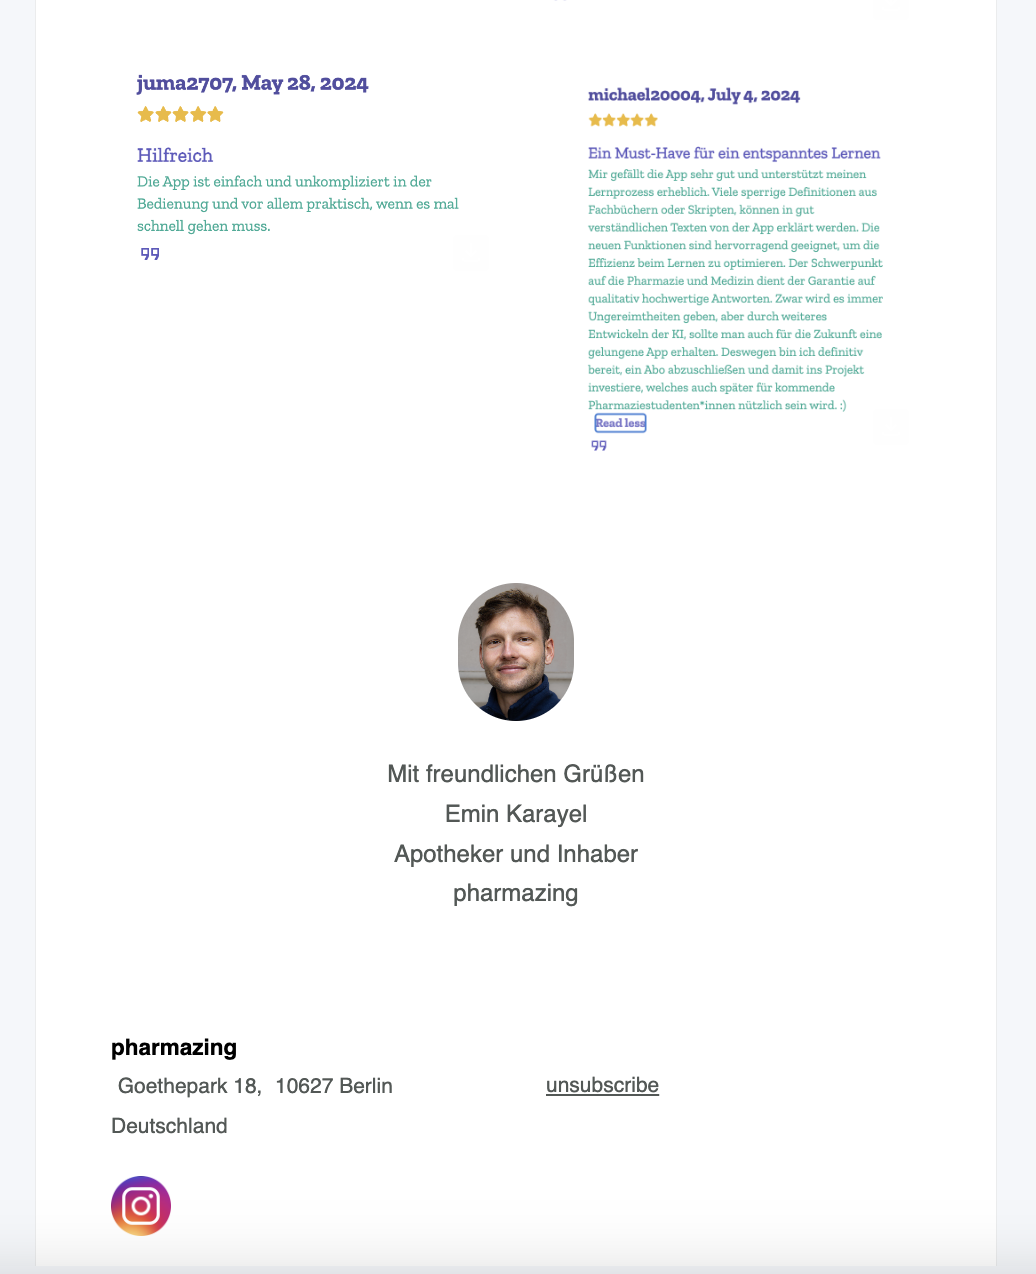 juma2707, May 28, 2024
Hilfreich
Die App ist einfach und unkompliziert in der
Bedienung und vor allem praktisch, wenn es mal
schnell gehen muss.
michael20004, July 4, 2024
Ein Must-Have für ein entspanntes Lernen
Mir gefällt die App sehr gut und unterstützt meinen
Lernprozess erheblich. Viele sperrige Definitionen aus
Fachbüchern oder Skripten, können in gut
verständlichen Texten von der App erklärt werden. Die
neuen Funktionen sind hervorragend geeignet, um die
Effizienz beim Lernen zu optimieren. Der Schwerpunkt
auf die Pharmazie und Medizin dient der Garantie auf
qualitativ hochwertige Antworten. Zwar wird es immer
Ungereimtheiten geben, aber durch weiteres
Entwickeln der KI, sollte man auch für die Zukunft eine
gelungene App erhalten. Deswegen bin ich definitiv
bereit, ein Abo abzuschließen und damit ins Projekt
investiere, welches auch später für kommende
Pharmaziestudenten*innen nützlich sein wird. :)
Read less
Mit freundlichen Grüßen
Emin Karayel
Apotheker und Inhaber
pharmazing
pharmazing
Goethepark 18, 10627 Berlin
Deutschland
unsubscribe